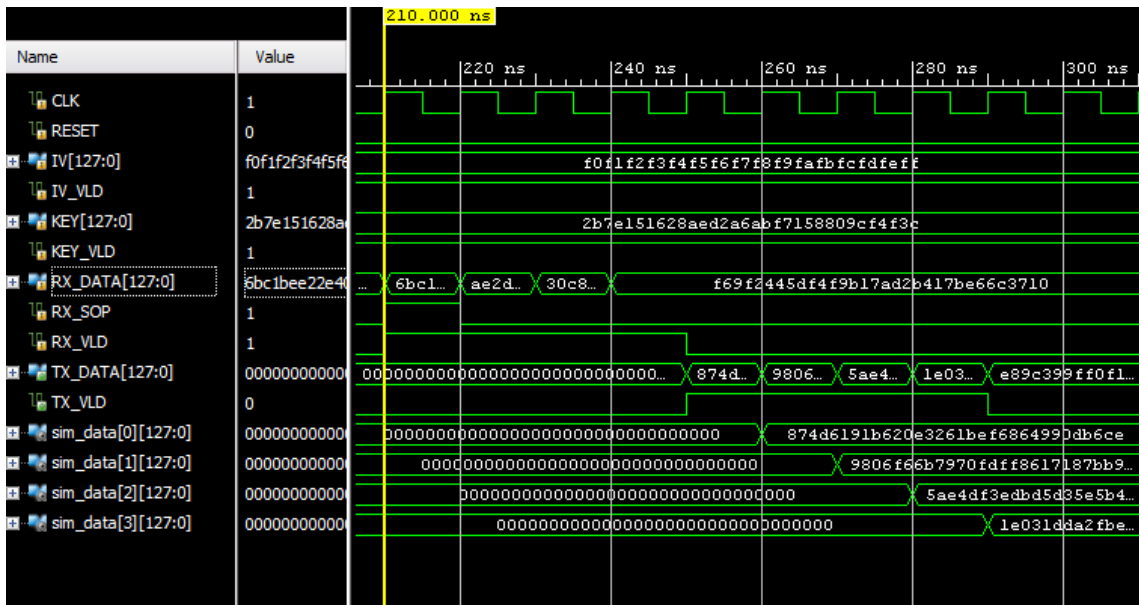 210.000 ns
Name Value
220 ns 240 ns 260 ns 280 ns 300 ns
CLK 1
RESET 0
IV[127:0] f0f1f2f3f4f5f6 f0f1f2f3f4f5f6f7f8f9fafbfcfdfeff
IV_VLD 1
KEY[127:0] 2b7e151628a 2b7e151628aed2a6abf7158809cf4f3c
KEY_VLD 1
RX_DATA[127:0] 6bc1bee22e40 ... 6bc1... ae2d... 30c8... f69f2445df4f9b17ad2b417be66c3710
RX_SOP 1
RX_VLD 1
TX_DATA[127:0] 000000000000 00000000000000000000000000000... 874d... 9806... 5ae4... 1e03... e89c399ff0f1...
TX_VLD 0
sim_data[0][127:0] 000000000000 00000000000000000000000000000000 874d6191b620e3261bef6864990db6ce
sim_data[1][127:0] 000000000000 00000000000000000000000000000000 9806f66b7970fdff8617187bb9...
sim_data[2][127:0] 000000000000 00000000000000000000000000000000 5ae4df3edbd5d35e5b4...
sim_data[3][127:0] 000000000000 00000000000000000000000000000000 1e031dda2fbe...